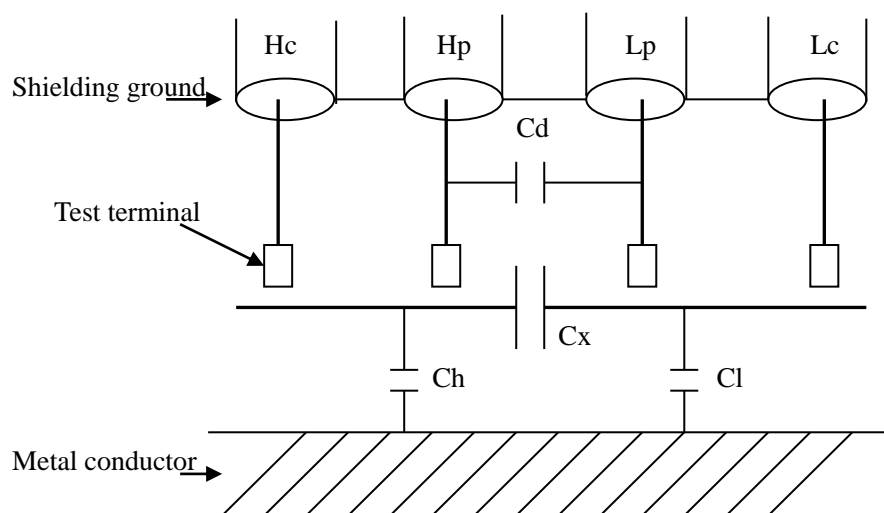 Hc
Hp
Lp
Lc
Shielding ground
Cd
Test terminal
Cx
Ch
Cl
Metal conductor